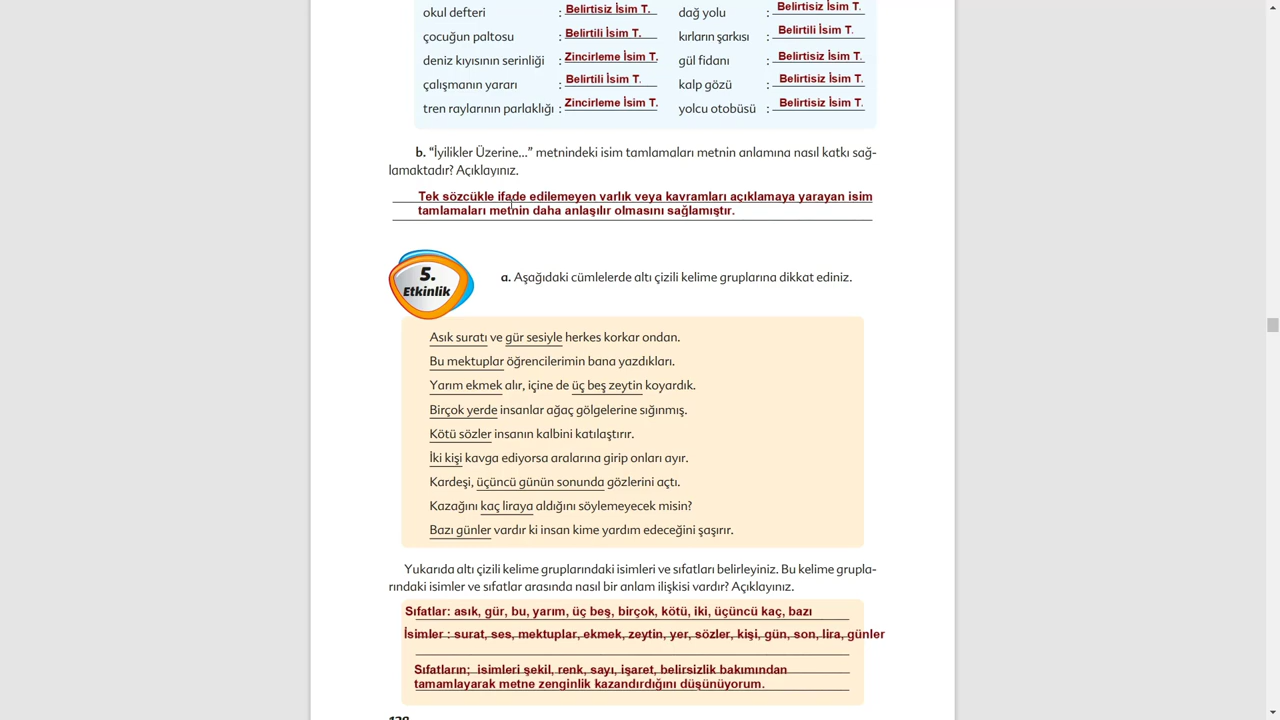 okul defteri : Belirtisiz İsim T. dağ yolu : Belirtisiz İsim T.
çocuğun paltosu : Belirtili İsim T. kırların şarkısı : Belirtili İsim T.
deniz kıyısının serinliği : Zincirleme İsim T. gül fidanı : Belirtisiz İsim T.
çalışmanın yararı : Belirtili İsim T. kalp gözü : Belirtisiz İsim T.
tren raylarının parlaklığı : Zincirleme İsim T. yolcu otobüsü : Belirtisiz İsim T.
b. “İyilikler Üzerine...” metnindeki isim tamlamaları metnin anlamına nasıl katkı sağ-
lamaktadır? Açıklayınız.
Tek sözcükle ifade edilemeyen varlık veya kavramları açıklamaya yarayan isim
tamlamaları metnin daha anlaşılır olmasını sağlamıştır.
5.
Etkinlik
a. Aşağıdaki cümlelerde altı çizili kelime gruplarına dikkat ediniz.
Asık suratı ve gür sesiyle herkes korkar ondan.
Bu mektuplar öğrencilerimin bana yazdıkları.
Yarım ekmek alır, içine de üç beş zeytin koyardık.
Birçok yerde insanlar ağaç gölgelerine sığınmış.
Kötü sözler insanın kalbini katılaştırır.
İki kişi kavga ediyorsa aralarına girip onları ayır.
Kardeşi, üçüncü günün sonunda gözlerini açtı.
Kazağını kaç liraya aldığını söylemeyecek misin?
Bazı günler vardır ki insan kime yardım edeceğini şaşırır.
Yukarıda altı çizili kelime gruplarındaki isimleri ve sıfatları belirleyiniz. Bu kelime grupla-
rındaki isimler ve sıfatlar arasında nasıl bir anlam ilişkisi vardır? Açıklayınız.
Sıfatlar: asık, gür, bu, yarım, üç beş, birçok, kötü, iki, üçüncü kaç, bazı
İsimler : surat, ses, mektuplar, ekmek, zeytin, yer, sözler, kişi, gün, son, lira, günler
Sıfatların; isimleri şekil, renk, sayı, işaret, belirsizlik bakımından
tamamlayarak metne zenginlik kazandırdığını düşünüyorum.